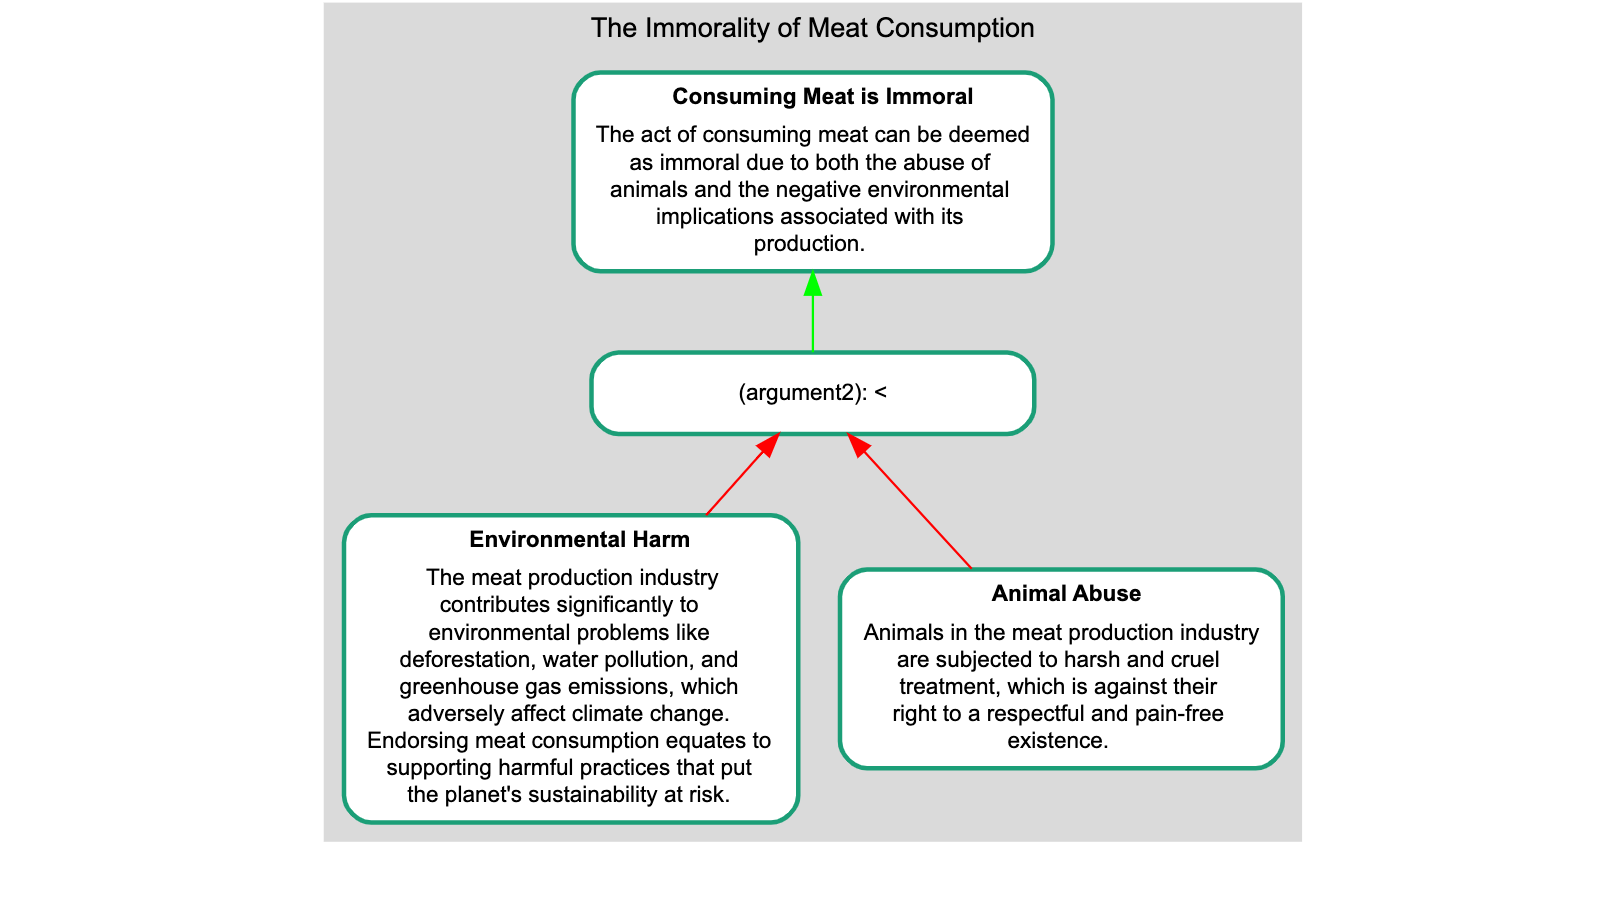 The Immorality of Meat Consumption
Consuming Meat is Immoral
The act of consuming meat can be deemed
as immoral due to both the abuse of
animals and the negative environmental
implications associated with its
production.
(argument2): <
Environmental Harm
The meat production industry
contributes significantly to
environmental problems like
deforestation, water pollution, and
greenhouse gas emissions, which
adversely affect climate change.
Endorsing meat consumption equates to
supporting harmful practices that put
the planet's sustainability at risk.
Animal Abuse
Animals in the meat production industry
are subjected to harsh and cruel
treatment, which is against their
right to a respectful and pain-free
existence.